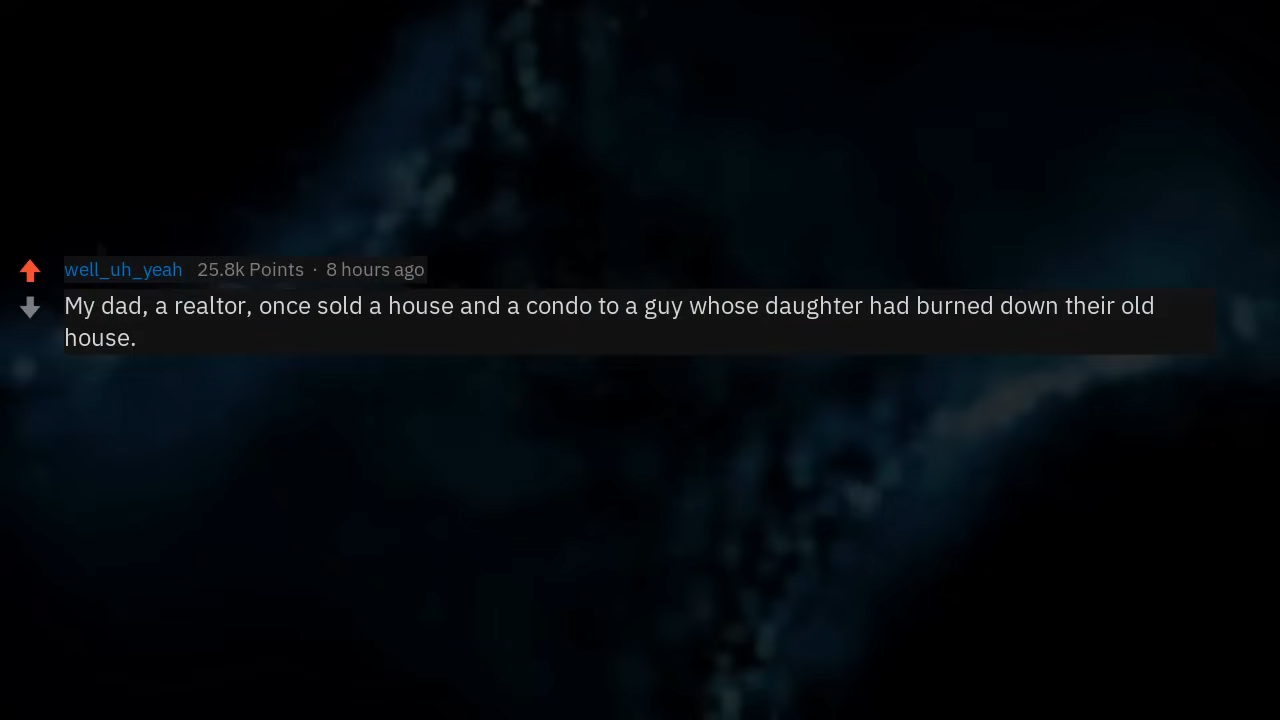 well_uh_yeah 25.8k Points · 8 hours ago
My dad, a realtor, once sold a house and a condo to a guy whose daughter had burned down their old
house.